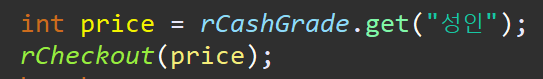 int price = rCashGrade.get("성인");
rCheckout(price);